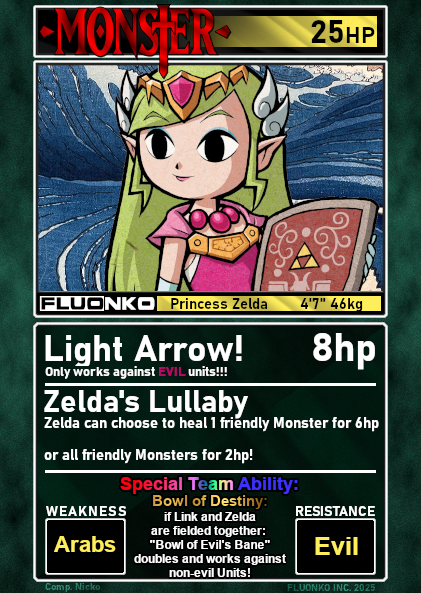 MONSTER 25HP
FLUONKO Princess Zelda 4'7" 46kg
Light Arrow! 8hp
Only works against EVIL units!!!
Zelda's Lullaby
Zelda can choose to heal 1 friendly Monster for 6hp
or all friendly Monsters for 2hp!
Special Team Ability:
Bowl of Destiny:
if Link and Zelda
are fielded together:
"Bowl of Evil's Bane"
doubles and works against
non-evil Units!
WEAKNESS
Arabs
RESISTANCE
Evil
Comp. Nicko FLUONKO INC. 2025